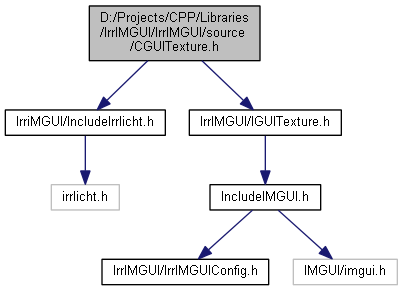 D:/Projects/CPP/Libraries
/IrrIMGUI/IrrIMGUI/source
/CGUITexture.h
IrriMGUI/IncludeIrrlicht.h
IrrIMGUI/IGUITexture.h
irrlicht.h
IncludeIMGUI.h
IrrIMGUI/IrrIMGUIConfig.h
IMGUI/imgui.h